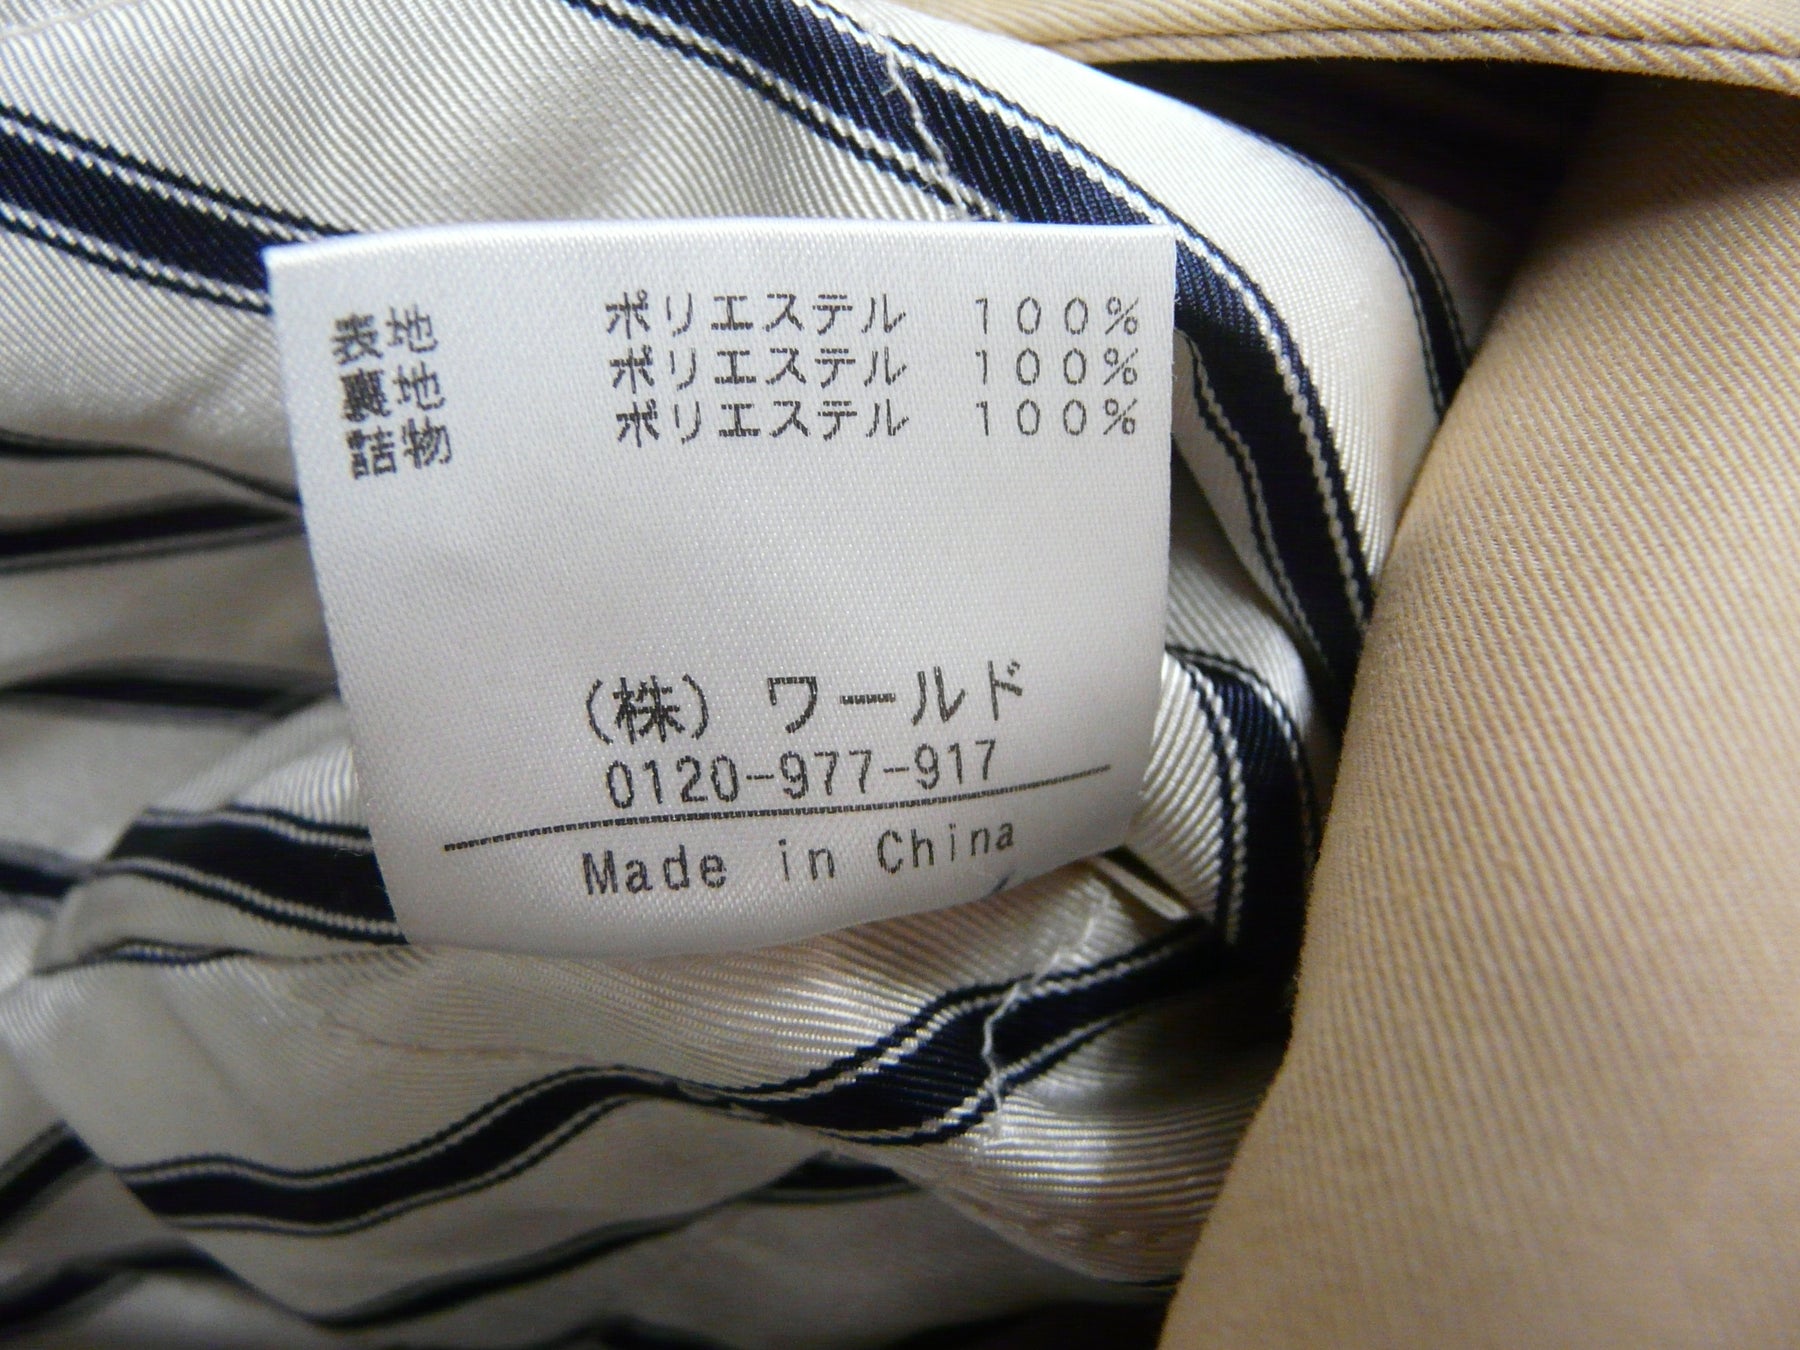 表地 ポリエステル 100%
裏地 ポリエステル 100%
詰物 ポリエステル 100%
(株) ワールド
0120-977-917
Made in China